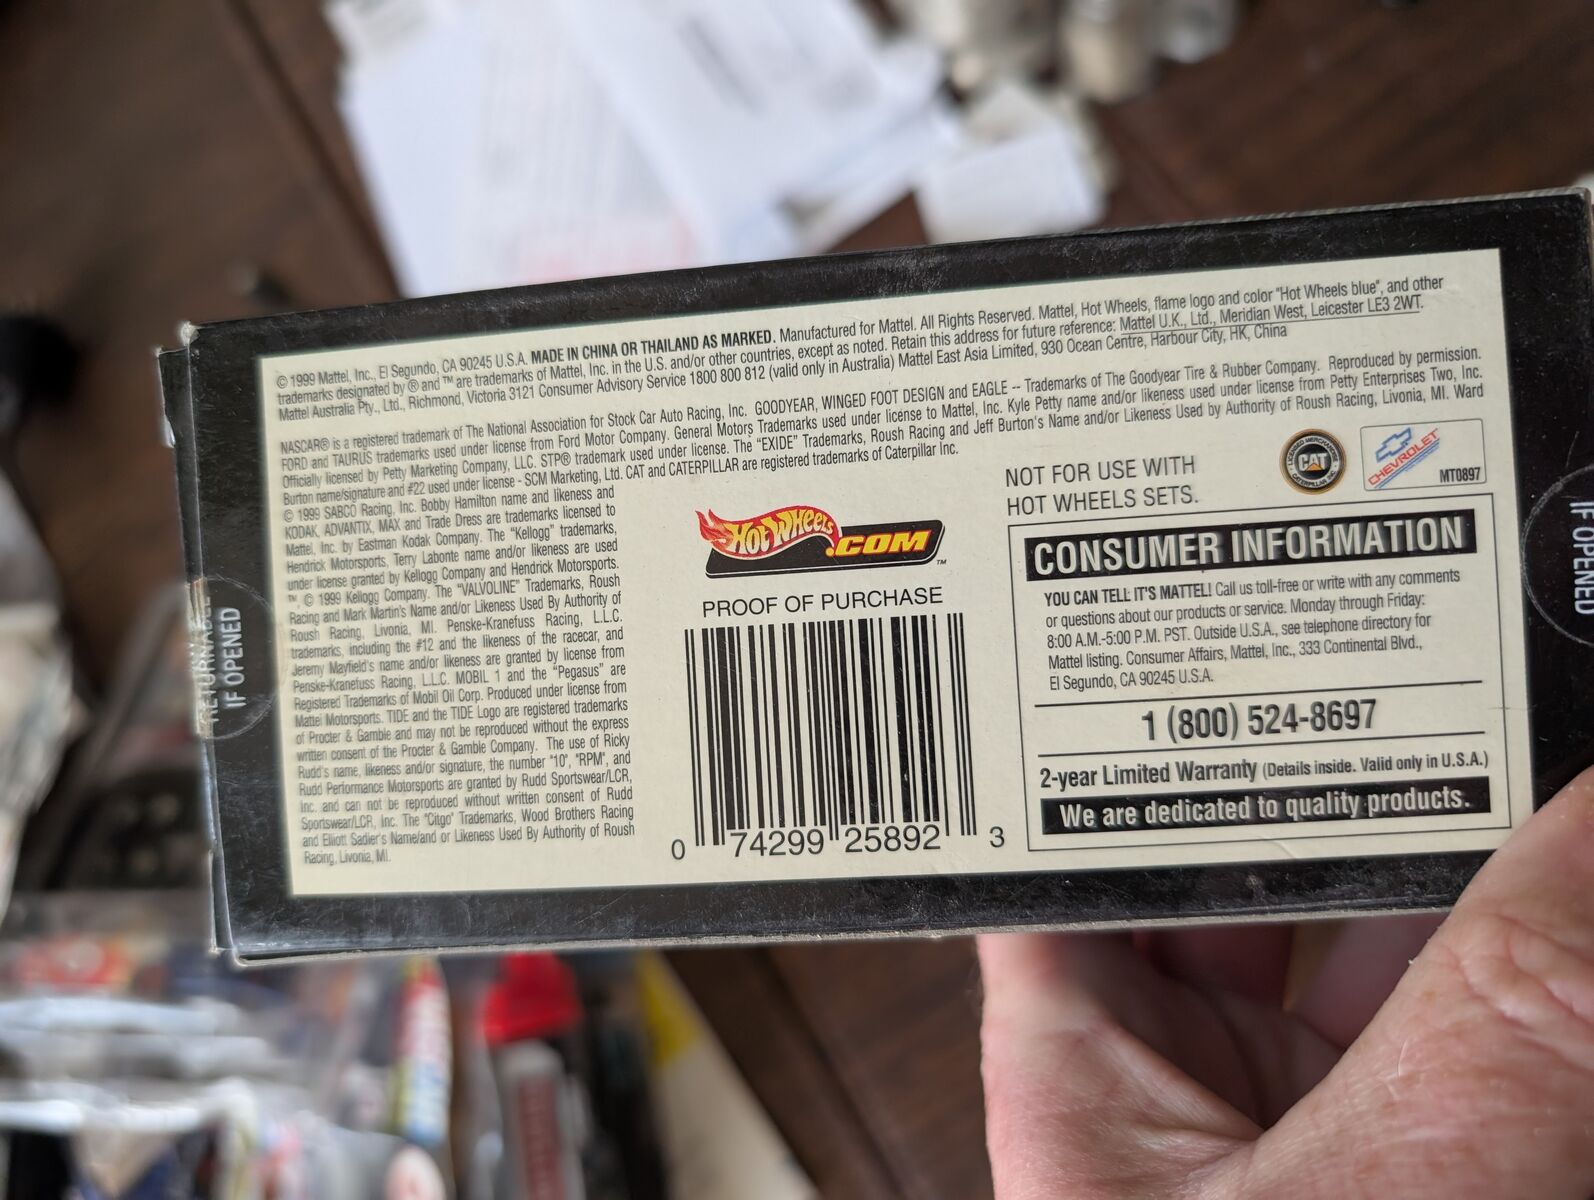 © 1999 Mattel, Inc., El Segundo, CA 90245 U.S.A. MADE IN CHINA OR THAILAND AS MARKED. Manufactured for Mattel. All Rights Reserved. Mattel, Hot Wheels, flame logo and color "Hot Wheels blue", and other
trademarks designated by ® and ™ are trademarks of Mattel, Inc. in the U.S. and/or other countries, except as noted. Retain this address for future reference: Mattel U.K., Ltd., Meridian West, Leicester LE3 2WT.
Mattel Australia Pty., Ltd., Richmond, Victoria 3121 Consumer Advisory Service 1800 800 812 (valid only in Australia) Mattel East Asia Limited, 930 Ocean Centre, Harbour City, HK, China
NASCAR® is a registered trademark of The National Association for Stock Car Auto Racing, Inc. GOODYEAR, WINGED FOOT DESIGN and EAGLE -- Trademarks of The Goodyear Tire & Rubber Company. Reproduced by permission.
FORD and TAURUS trademarks used under license from Ford Motor Company. General Motors Trademarks used under license to Mattel, Inc. Kyle Petty name and/or likeness used under license from Petty Enterprises Two, Inc.
Officially licensed by Petty Marketing Company, LLC. STP® trademark used under license. The "EXIDE" Trademarks, Roush Racing and Jeff Burton's Name and/or Likeness Used by Authority of Roush Racing, Livonia, MI. Ward
Burton name/signature and #22 used under license - SCM Marketing, Ltd. CAT and CATERPILLAR are registered trademarks of Caterpillar Inc.
© 1999 SABCO Racing, Inc. Bobby Hamilton name and likeness and
KODAK, ADVANTIX, MAX and Trade Dress are trademarks licensed to
Mattel, Inc. by Eastman Kodak Company. The "Kellogg" trademarks,
Hendrick Motorsports, Terry Labonte name and/or likeness are used
under license granted by Kellogg Company and Hendrick Motorsports.
™, © 1999 Kellogg Company. The "VALVOLINE" Trademarks, Roush
Racing and Mark Martin's Name and/or Likeness Used By Authority of
Roush Racing, Livonia, MI. Penske-Kranefuss Racing, L.L.C.
trademarks, including the #12 and the likeness of the racecar, and
Jeremy Mayfield's name and/or likeness are granted by license from
Penske-Kranefuss Racing, L.L.C. MOBIL 1 and the "Pegasus" are
Registered Trademarks of Mobil Oil Corp. Produced under license from
Mattei Motorsports. TIDE and the TIDE Logo are registered trademarks
of Procter & Gamble and may not be reproduced without the express
written consent of the Procter & Gamble Company. The use of Ricky
Rudd's name, likeness and/or signature, the number "10", "RPM", and
Rudd Performance Motorsports are granted by Rudd Sportswear/LCR,
Inc. and can not be reproduced without written consent of Rudd
Sportswear/LCR, Inc. The "Citgo" Trademarks, Wood Brothers Racing
and Elliott Sadler's Name/and or Likeness Used By Authority of Roush
Racing, Livonia, MI.
HOT WHEELS
.COM™
PROOF OF PURCHASE
0 74299 25892 3
NOT FOR USE WITH
HOT WHEELS SETS.
LICENSED MERCHANDISE
CAT
CATERPILLAR INC.
CHEVROLET
MT0897
CONSUMER INFORMATION
YOU CAN TELL IT'S MATTEL! Call us toll-free or write with any comments
or questions about our products or service. Monday through Friday:
8:00 A.M.-5:00 P.M. PST. Outside U.S.A., see telephone directory for
Mattel listing. Consumer Affairs, Mattel, Inc., 333 Continental Blvd.,
El Segundo, CA 90245 U.S.A.
1 (800) 524-8697
2-year Limited Warranty (Details inside. Valid only in U.S.A.)
We are dedicated to quality products.
RETURNABLE
IF OPENED
IF OPENED